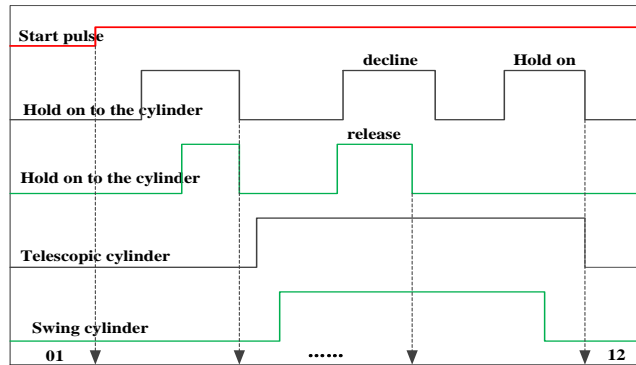 Start pulse
decline
Hold on
Hold on to the cylinder
release
Hold on to the cylinder
Telescopic cylinder
Swing cylinder
01
......
12